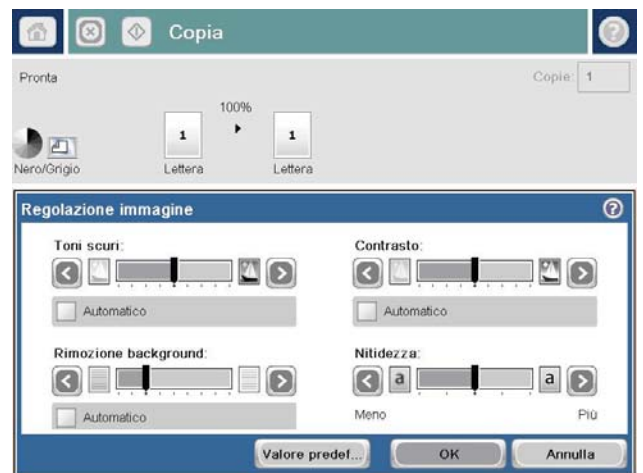 Copia
Pronta
Copie: 1
100%
1 1
Nero/Grigio Lettera Lettera
Regolazione immagine
Toni scuri: Contrasto:
Automatico Automatico
Rimozione background: Nitidezza:
a a
Automatico Meno Più
Valore predef... OK Annulla